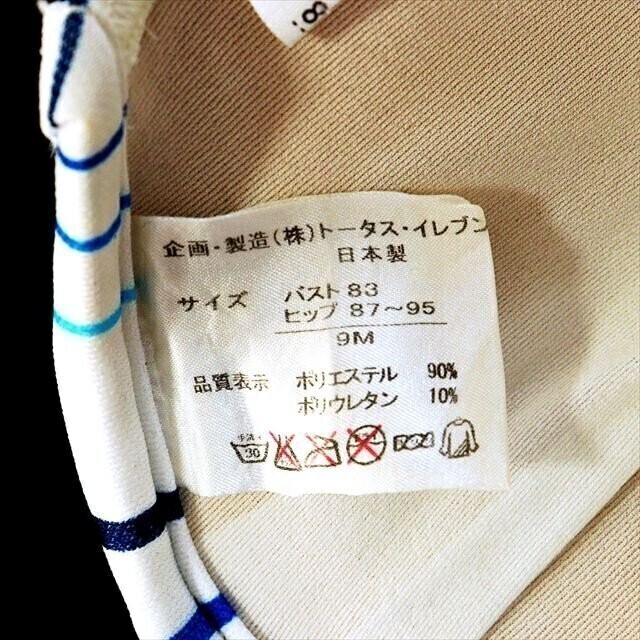 8
企画・製造(株)トータス・イレブン
日本製
サイズ バスト 83
ヒップ 87〜95
9M
品質表示 ポリエステル 90%
ポリウレタン 10%
30